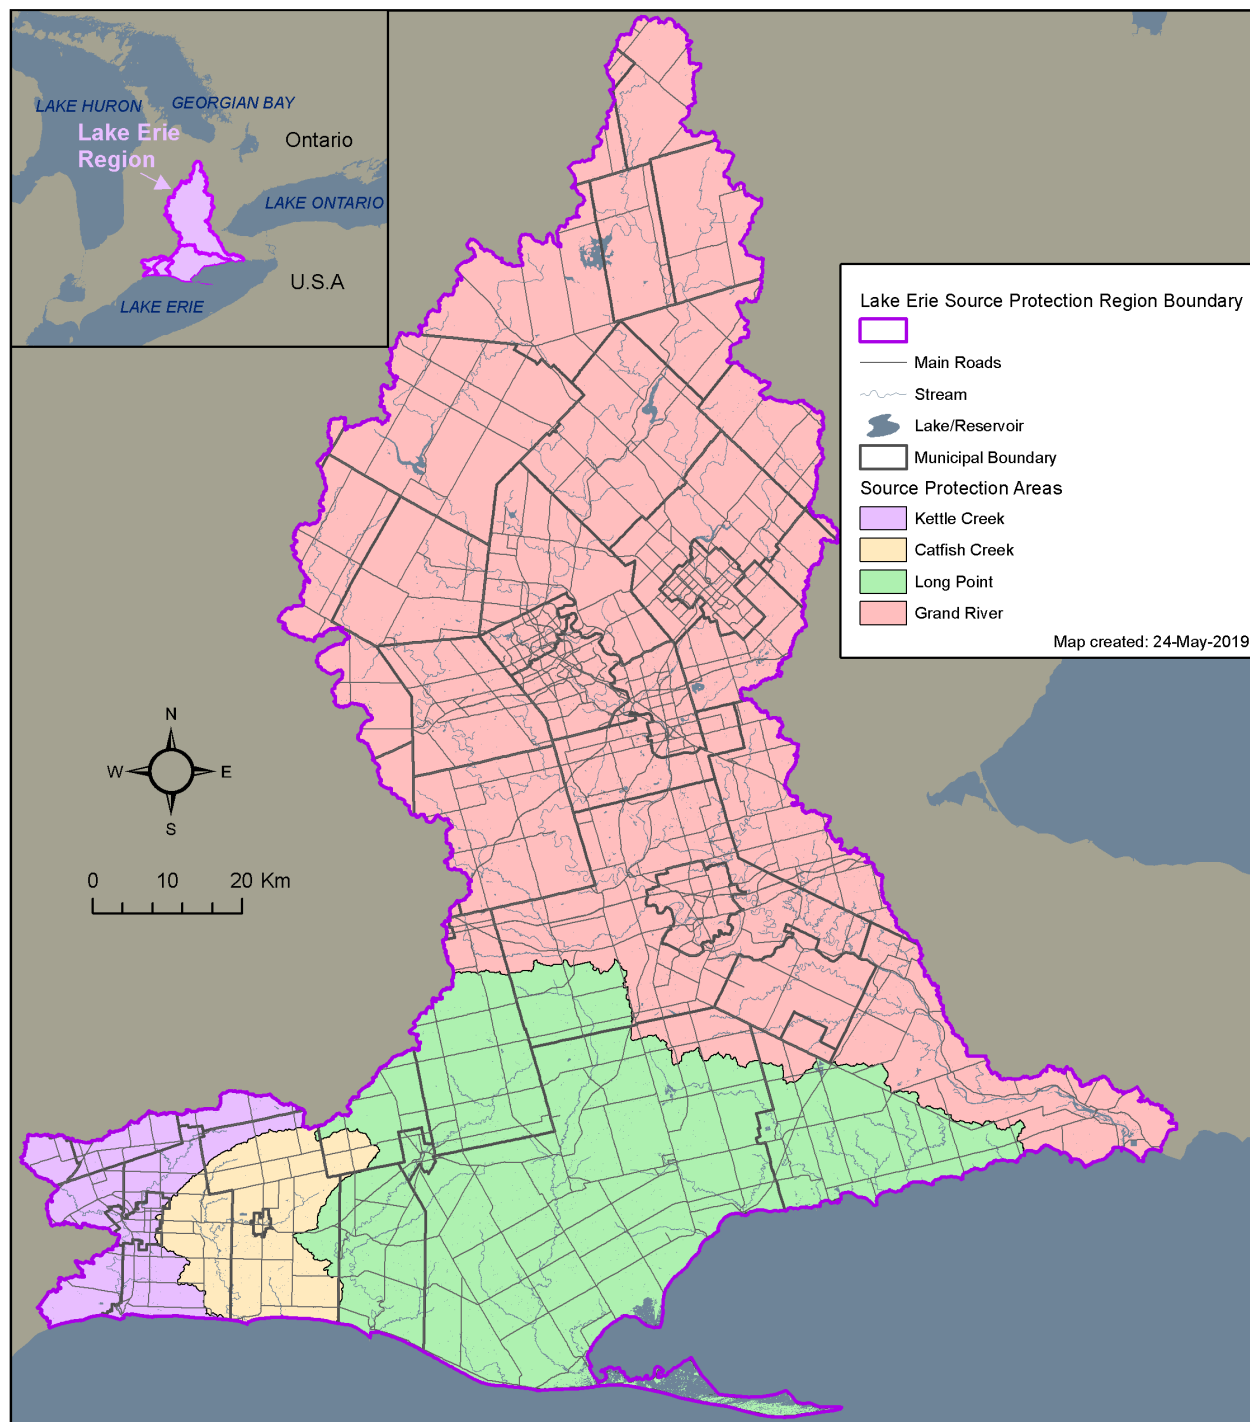 LAKE HURON
GEORGIAN BAY
Lake Erie
Region
Ontario
LAKE ONTARIO
U.S.A
LAKE ERIE
Lake Erie Source Protection Region Boundary
Main Roads
Stream
Lake/Reservoir
Municipal Boundary
Source Protection Areas
Kettle Creek
Catfish Creek
Long Point
Grand River
Map created: 24-May-2019
N
W
E
S
0
10
20 Km